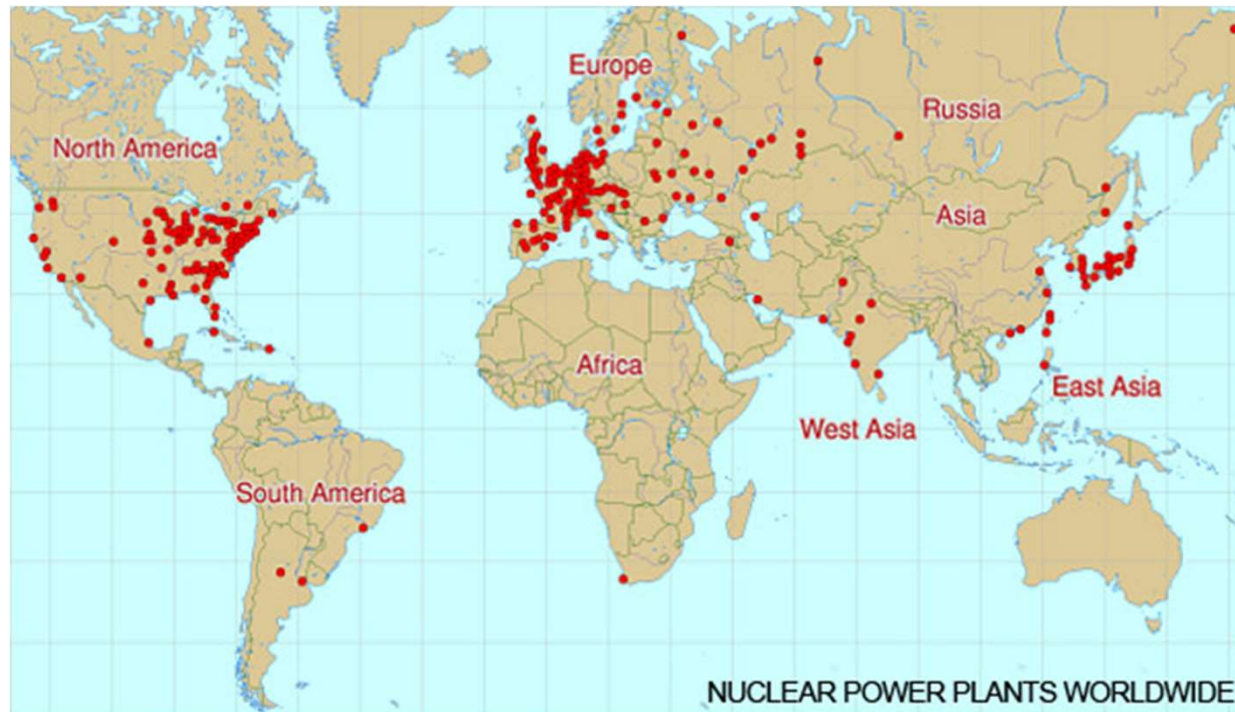 Europe
Russia
North America
Asia
Africa
East Asia
West Asia
South America
NUCLEAR POWER PLANTS WORLDWIDE